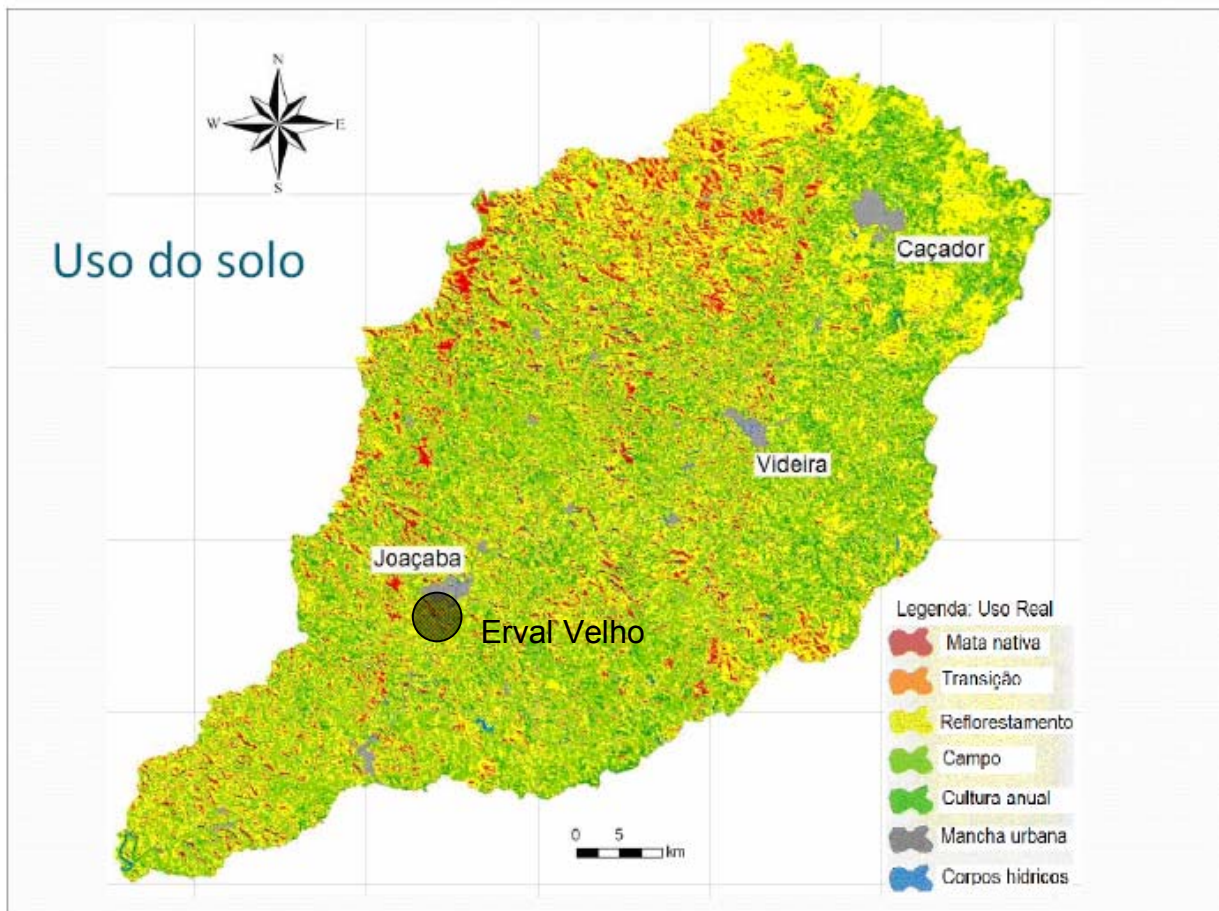 N
W E
S
Uso do solo
Caçador
Videira
Joaçaba
Erval Velho
Legenda: Uso Real
Mata nativa
Transição
Reflorestamento
Campo
Cultura anual
Mancha urbana
Corpos hídricos
0 5
km